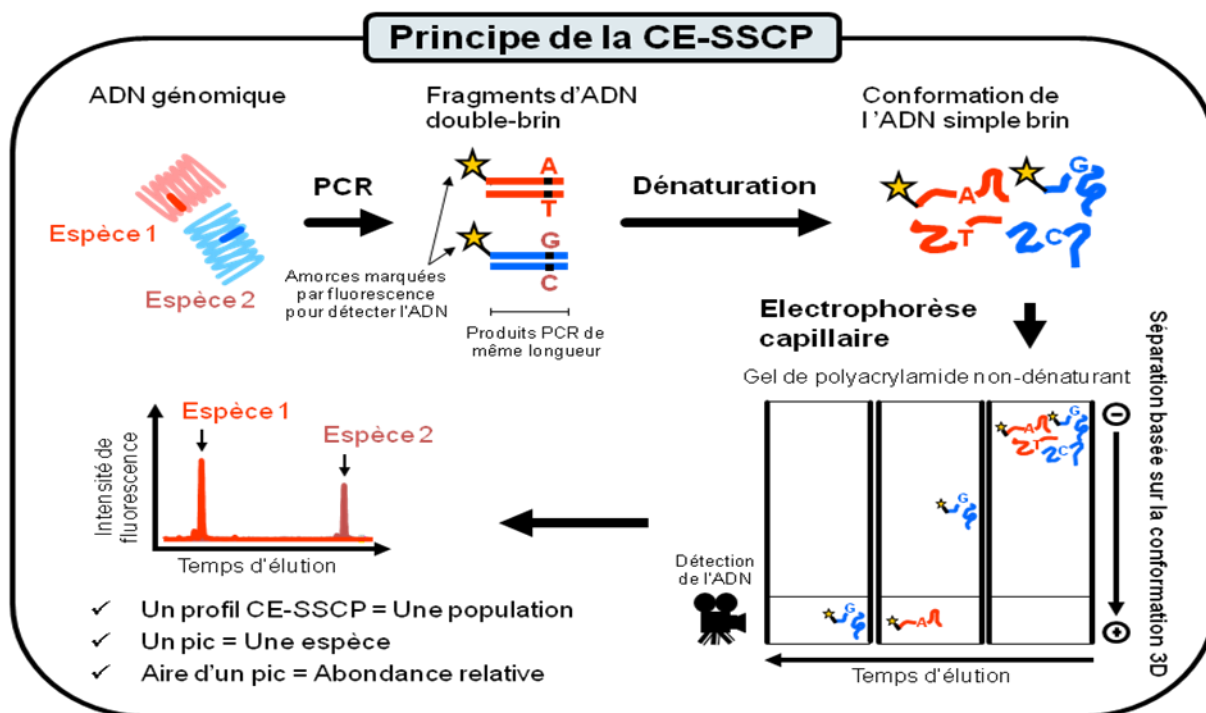 Principe de la CE-SSCP
ADN génomique
Espèce 1
Espèce 2
PCR
Fragments d'ADN
double-brin
A
T
G
C
Amorces marquées
par fluorescence
pour détecter l'ADN
Produits PCR de
même longueur
Dénaturation
Conformation de
l'ADN simple brin
A
G
T
C
Electrophorèse
capillaire
Gel de polyacrylamide non-dénaturant
A
G
T
C
G
G
A
−
+
Séparation basée sur la conformation 3D
Détection
de l'ADN
Temps d'élution
Intensité de
fluorescence
Espèce 1
Espèce 2
Temps d'élution
✓ Un profil CE-SSCP = Une population
✓ Un pic = Une espèce
✓ Aire d'un pic = Abondance relative